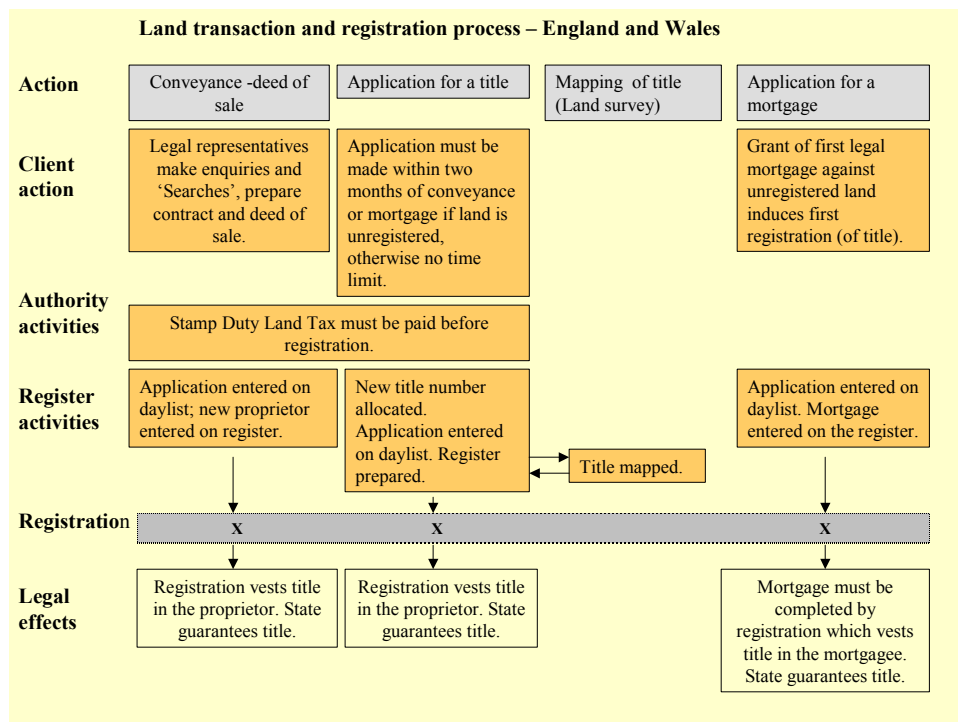 Land transaction and registration process – England and Wales
Action
Conveyance -deed of
sale
Application for a title
Mapping of title
(Land survey)
Application for a
mortgage
Client
action
Legal representatives
make enquiries and
‘Searches’, prepare
contract and deed of
sale.
Application must be
made within two
months of conveyance
or mortgage if land is
unregistered,
otherwise no time
limit.
Grant of first legal
mortgage against
unregistered land
induces first
registration (of title).
Authority
activities
Stamp Duty Land Tax must be paid before
registration.
Register
activities
Application entered on
daylist; new proprietor
entered on register.
New title number
allocated.
Application entered
on daylist. Register
prepared.
Title mapped.
Application entered on
daylist. Mortgage
entered on the register.
Registration
X
X
X
Legal
effects
Registration vests title
in the proprietor. State
guarantees title.
Registration vests title
in the proprietor. State
guarantees title.
Mortgage must be
completed by
registration which vests
title in the mortgagee.
State guarantees title.